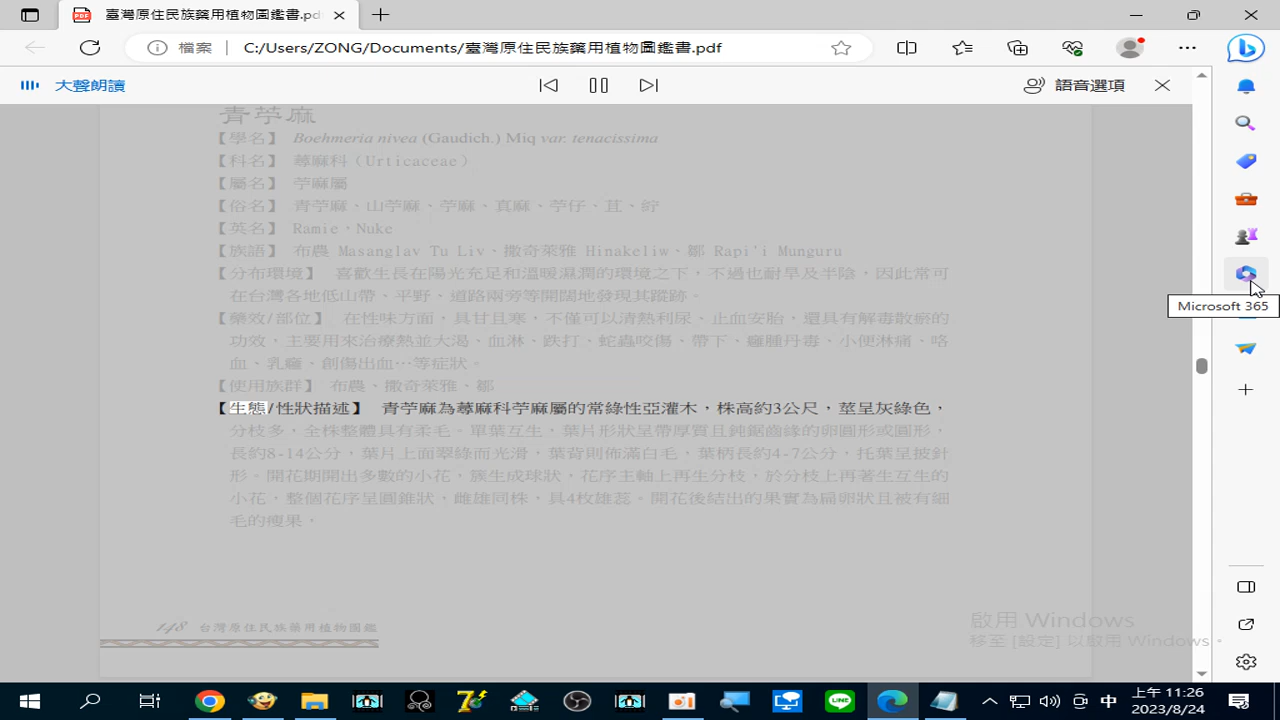 臺灣原住民族藥用植物圖鑑書.pd
檔案
C:/Users/ZONG/Documents/臺灣原住民族藥用植物圖鑑書.pdf
大聲朗讀
語音選項
青苧麻
【學名】 Boehmeria nivea (Gaudich.) Miq var. tenacissima
【科名】 蕁麻科（Urticaceae）
【屬名】 苧麻屬
【俗名】 青苧麻、山苧麻、苧麻、真麻、苧仔、苴、紵
【英名】 Ramie，Nuke
【族語】 布農 Masanglav Tu Liv、撒奇萊雅 Hinakeliw、鄒 Rapi'i Munguru
【分布環境】 喜歡生長在陽光充足和溫暖濕潤的環境之下，不過也耐旱及半陰，因此常可
在台灣各地低山帶、平野、道路兩旁等開闊地發現其蹤跡。
【藥效/部位】 在性味方面，具甘且寒，不僅可以清熱利尿、止血安胎，還具有解毒散瘀的
功效，主要用來治療熱並大渴、血淋、跌打、蛇蟲咬傷、帶下、癰腫丹毒、小便淋痛、咯
血、乳癰、創傷出血…等症狀。
【使用族群】 布農、撒奇萊雅、鄒
【生態/性狀描述】 青苧麻為蕁麻科苧麻屬的常綠性亞灌木，株高約3公尺，莖呈灰綠色，
分枝多，全株整體具有柔毛。單葉互生，葉片形狀呈帶厚質且鈍鋸齒緣的卵圓形或圓形，
長約8-14公分，葉片上面翠綠而光滑，葉背則佈滿白毛，葉柄長約4-7公分，托葉呈披針
形。開花期開出多數的小花，簇生成球狀，花序主軸上再生分枝，於分枝上再著生互生的
小花，整個花序呈圓錐狀，雌雄同株，具4枚雄蕊。開花後結出的果實為扁卵狀且被有細
毛的瘦果，
148 台灣原住民族藥用植物圖鑑
Microsoft 365
啟用 Windows
移至 [設定] 以啟用 Windows。
LINE
中
上午 11:26
2023/8/24